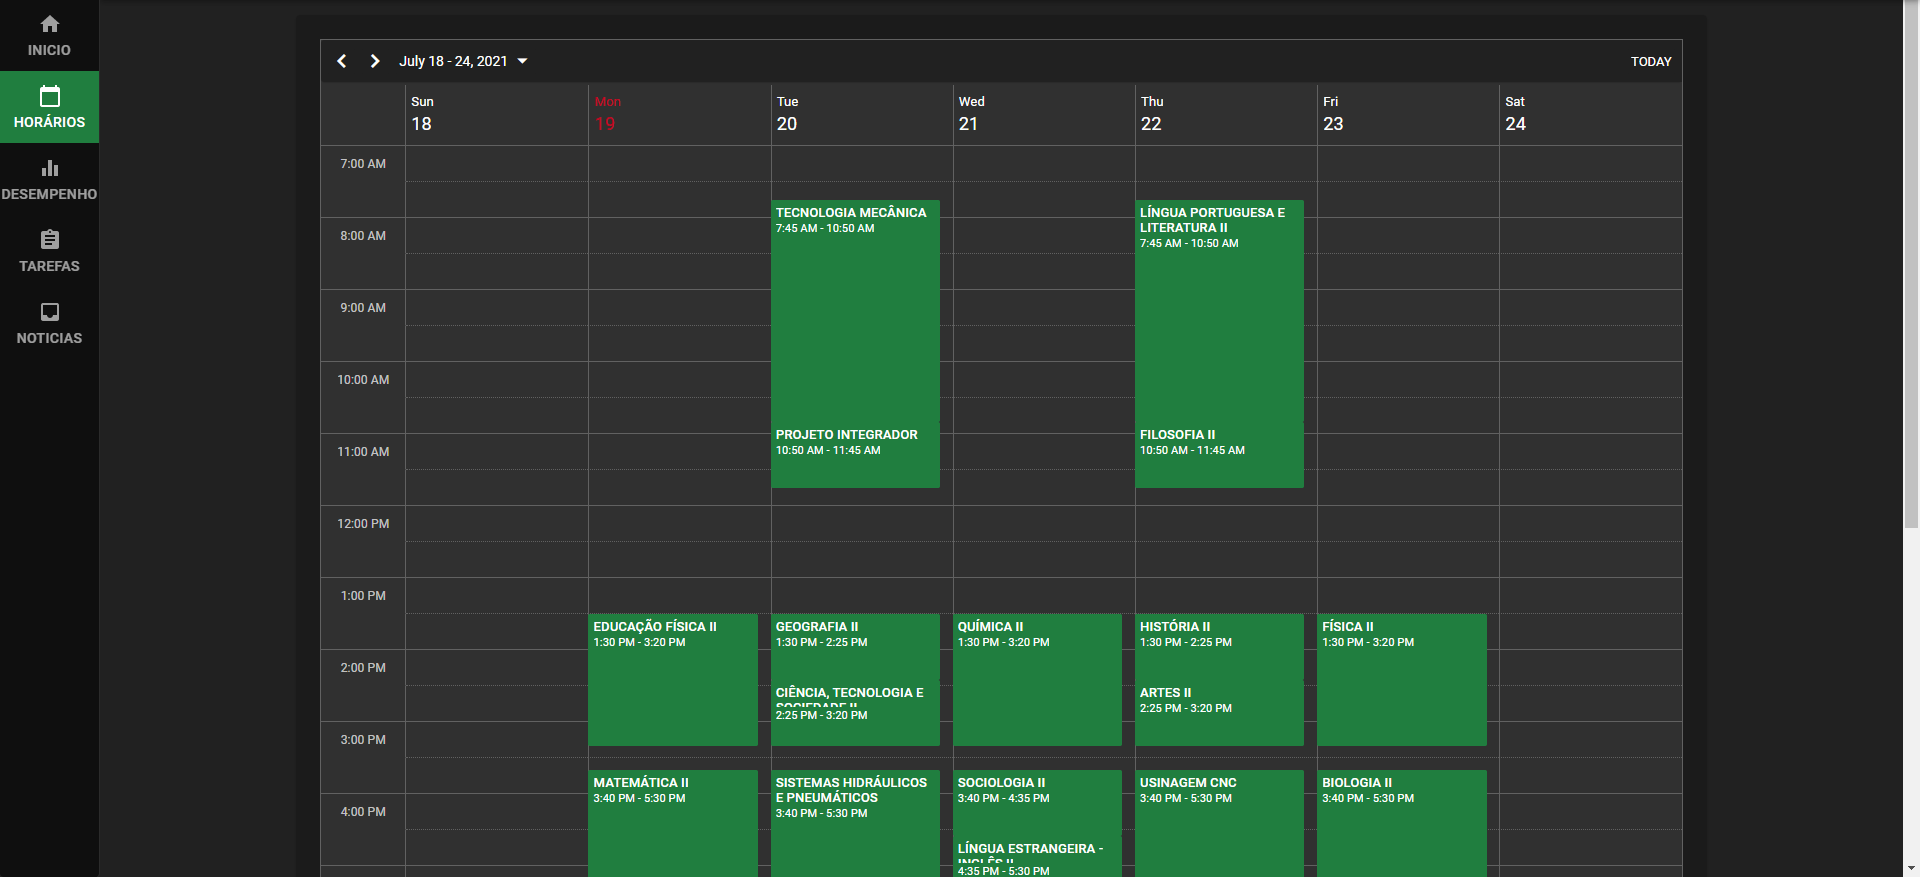 INICIO
HORÁRIOS
DESEMPENHO
TAREFAS
NOTICIAS
July 18 - 24, 2021
TODAY
Sun
18
Mon
19
Tue
20
Wed
21
Thu
22
Fri
23
Sat
24
7:00 AM
8:00 AM
9:00 AM
10:00 AM
11:00 AM
12:00 PM
1:00 PM
2:00 PM
3:00 PM
4:00 PM
EDUCAÇÃO FÍSICA II
1:30 PM - 3:20 PM
MATEMÁTICA II
3:40 PM - 5:30 PM
TECNOLOGIA MECÂNICA
7:45 AM - 10:50 AM
PROJETO INTEGRADOR
10:50 AM - 11:45 AM
GEOGRAFIA II
1:30 PM - 2:25 PM
CIÊNCIA, TECNOLOGIA E
SOCIEDADE II
2:25 PM - 3:20 PM
SISTEMAS HIDRÁULICOS
E PNEUMÁTICOS
3:40 PM - 5:30 PM
QUÍMICA II
1:30 PM - 3:20 PM
SOCIOLOGIA II
3:40 PM - 4:35 PM
LÍNGUA ESTRANGEIRA -
INGLÊS II
4:35 PM - 5:30 PM
LÍNGUA PORTUGUESA E
LITERATURA II
7:45 AM - 10:50 AM
FILOSOFIA II
10:50 AM - 11:45 AM
HISTÓRIA II
1:30 PM - 2:25 PM
ARTES II
2:25 PM - 3:20 PM
USINAGEM CNC
3:40 PM - 5:30 PM
FÍSICA II
1:30 PM - 3:20 PM
BIOLOGIA II
3:40 PM - 5:30 PM